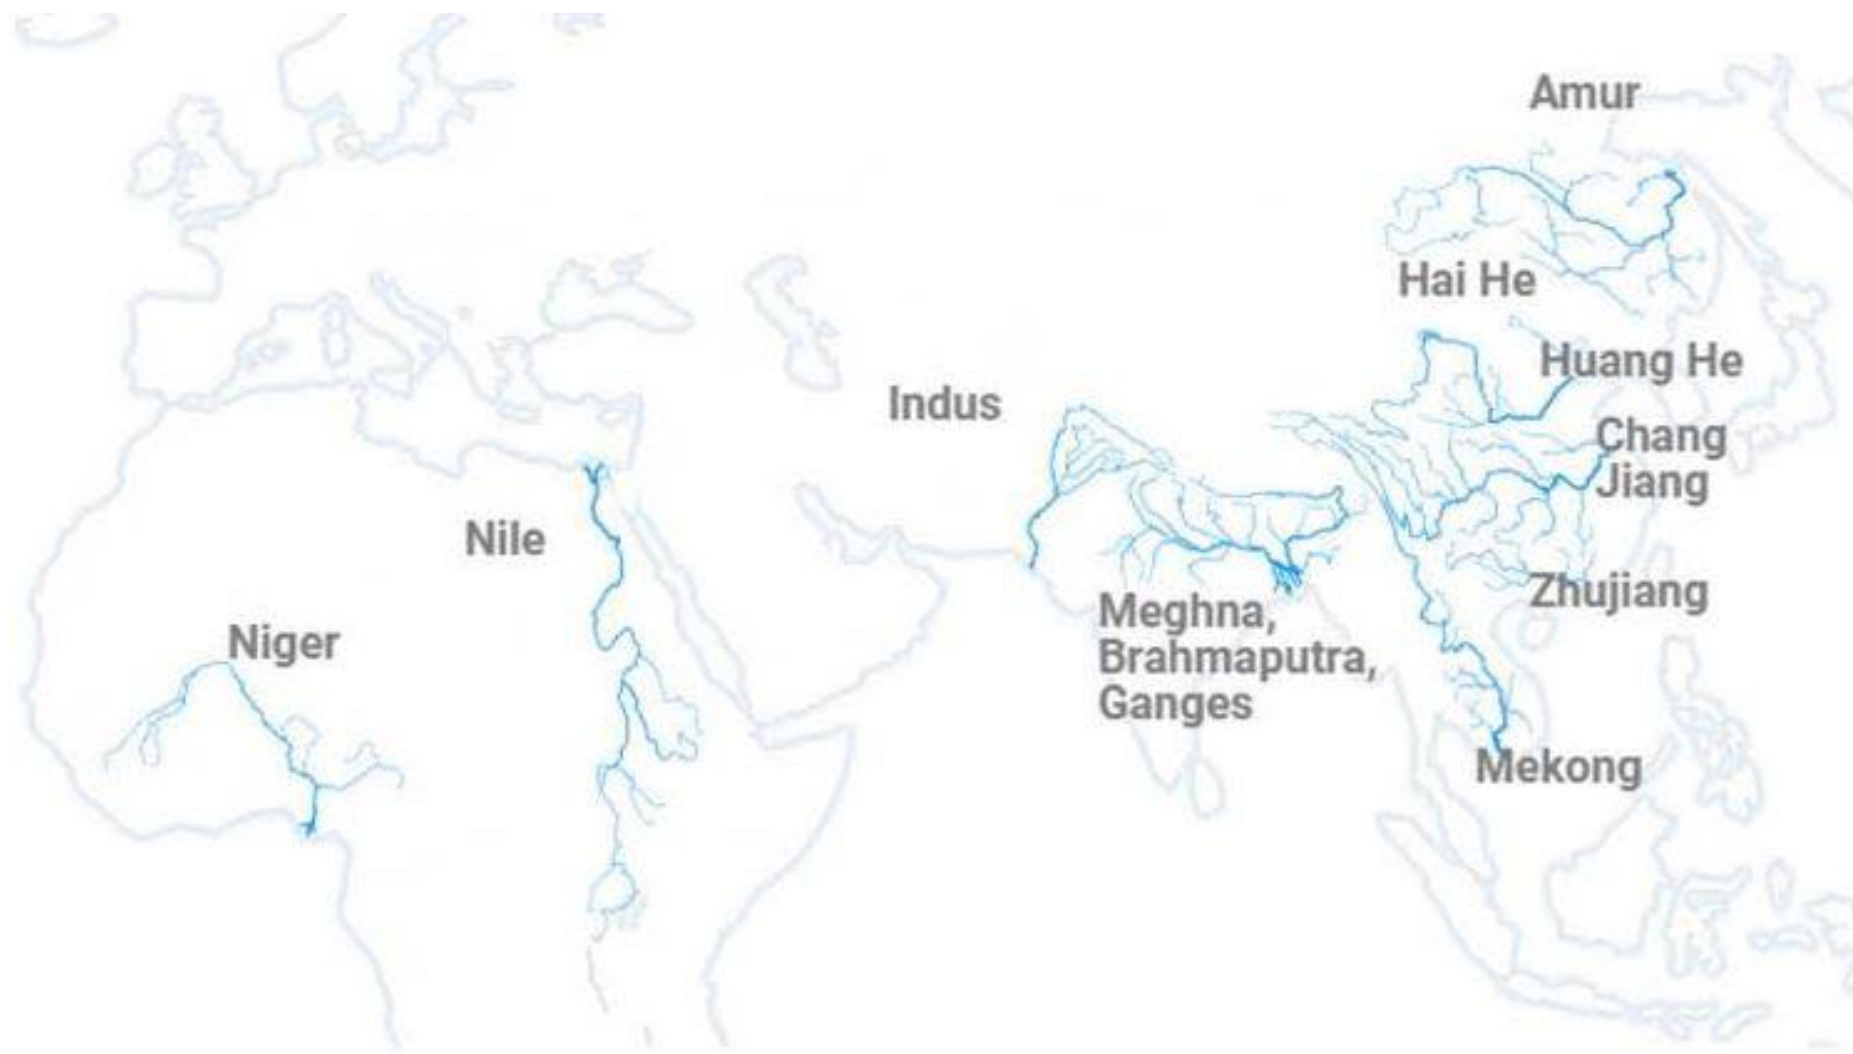 Amur
Hai He
Huang He
Indus
Chang
Jiang
Nile
Zhujiang
Meghna,
Brahmaputra,
Ganges
Niger
Mekong